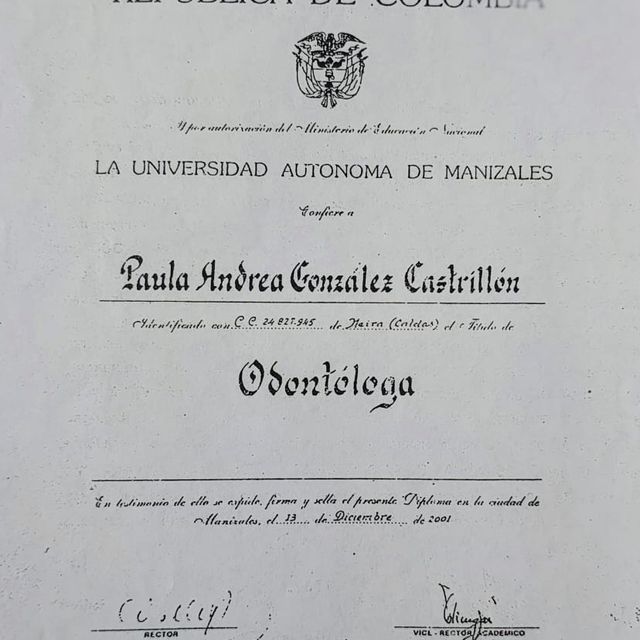 REPUBLICA DE COLOMBIA
Y por autorización del Ministerio de Educación Nacional
LA UNIVERSIDAD AUTONOMA DE MANIZALES
Confiere a
Paula Andrea González Castrillón
Identificado con C.C. 24.827.945 de Neira (Caldas) el Título de
Odontóloga
En testimonio de ello se expide, firma y sella el presente Diploma en la ciudad de
Manizales, el 13 de Diciembre de 2001
RECTOR
VICE-RECTOR ACADEMICO